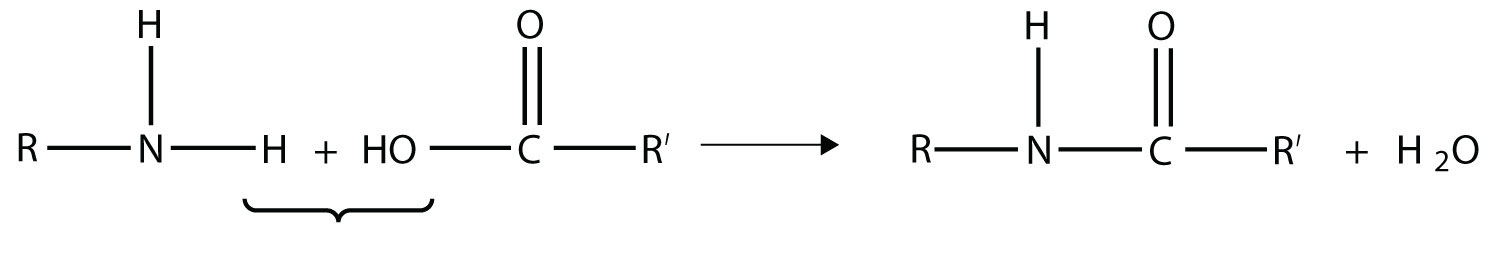 H O H O
R N H + HO C R′ R N C R′ + H2O